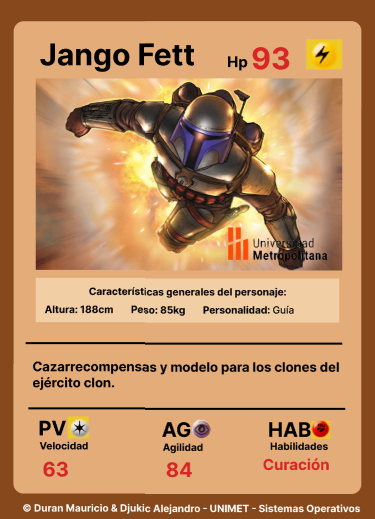 Jango Fett Hp 93
Universidad
Metropolitana
Características generales del personaje:
Altura: 188cm Peso: 85kg Personalidad: Guía
Cazarrecompensas y modelo para los clones del
ejército clon.
PV AG HAB
Velocidad Agilidad Habilidades
63 84 Curación
© Duran Mauricio & Djukic Alejandro - UNIMET - Sistemas Operativos